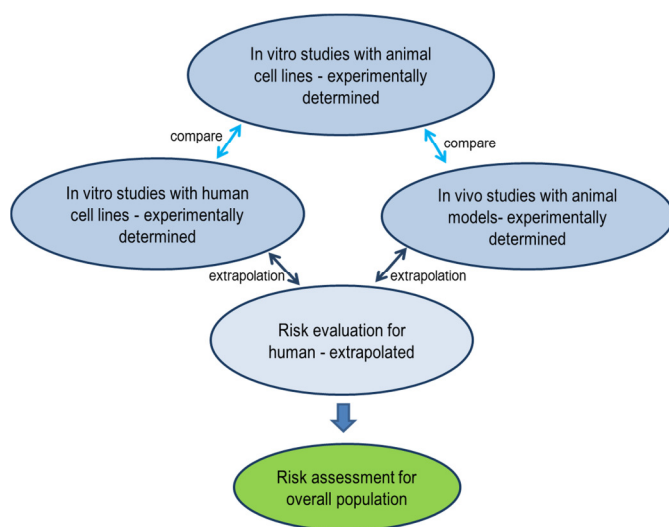 In vitro studies with animal
cell lines - experimentally
determined
compare
compare
In vitro studies with human
cell lines - experimentally
determined
In vivo studies with animal
models- experimentally
determined
extrapolation
extrapolation
Risk evaluation for
human - extrapolated
Risk assessment for
overall population